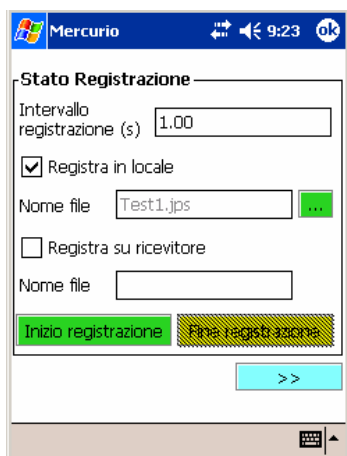 Mercurio 9:23 ok
Stato Registrazione
Intervallo
registrazione (s) 1.00
Registra in locale
Nome file Test1.jps ...
Registra su ricevitore
Nome file
Inizio registrazione Fine registrazione
>>